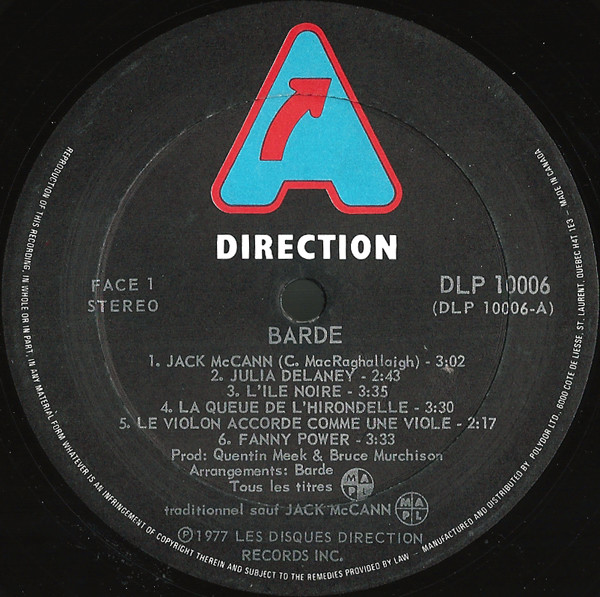 DIRECTION
FACE 1
STEREO
DLP 10006
(DLP 10006-A)
BARDE
1. JACK McCANN (C. MacRaghallaigh) - 3:02
2. JULIA DELANEY - 2:43
3. L'ILE NOIRE - 3:35
4. LA QUEUE DE L'HIRONDELLE - 3:30
5. LE VIOLON ACCORDE COMME UNE VIOLE - 2:17
6. FANNY POWER - 3:33
Prod: Quentin Meek & Bruce Murchison
Arrangements: Barde
Tous les titres MAPL
traditionnel sauf JACK McCANN MAPL
Ⓟ1977 LES DISQUES DIRECTION
RECORDS INC.
REPRODUCTION OF THIS RECORDING, IN WHOLE OR IN PART, IN ANY MATERIAL FORM WHATEVER IS AN INFRINGEMENT OF COPYRIGHT THEREIN AND SUBJECT TO THE REMEDIES PROVIDED BY LAW - MANUFACTURED AND DISTRIBUTED BY POLYDOR LTD. 6000 COTE DE LIESSE, ST. LAURENT, QUEBEC H4T 1E3 - MADE IN CANADA